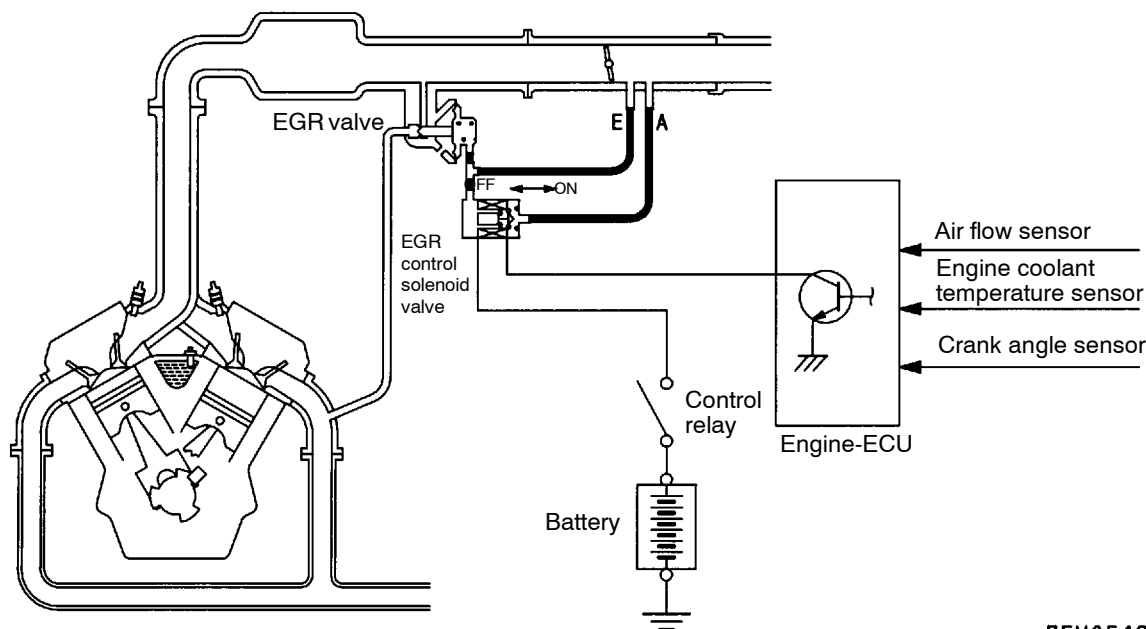 EGR valve
E
A
FF
ON
EGR
control
solenoid
valve
Air flow sensor
Engine coolant
temperature sensor
Crank angle sensor
Control
relay
Engine-ECU
Battery